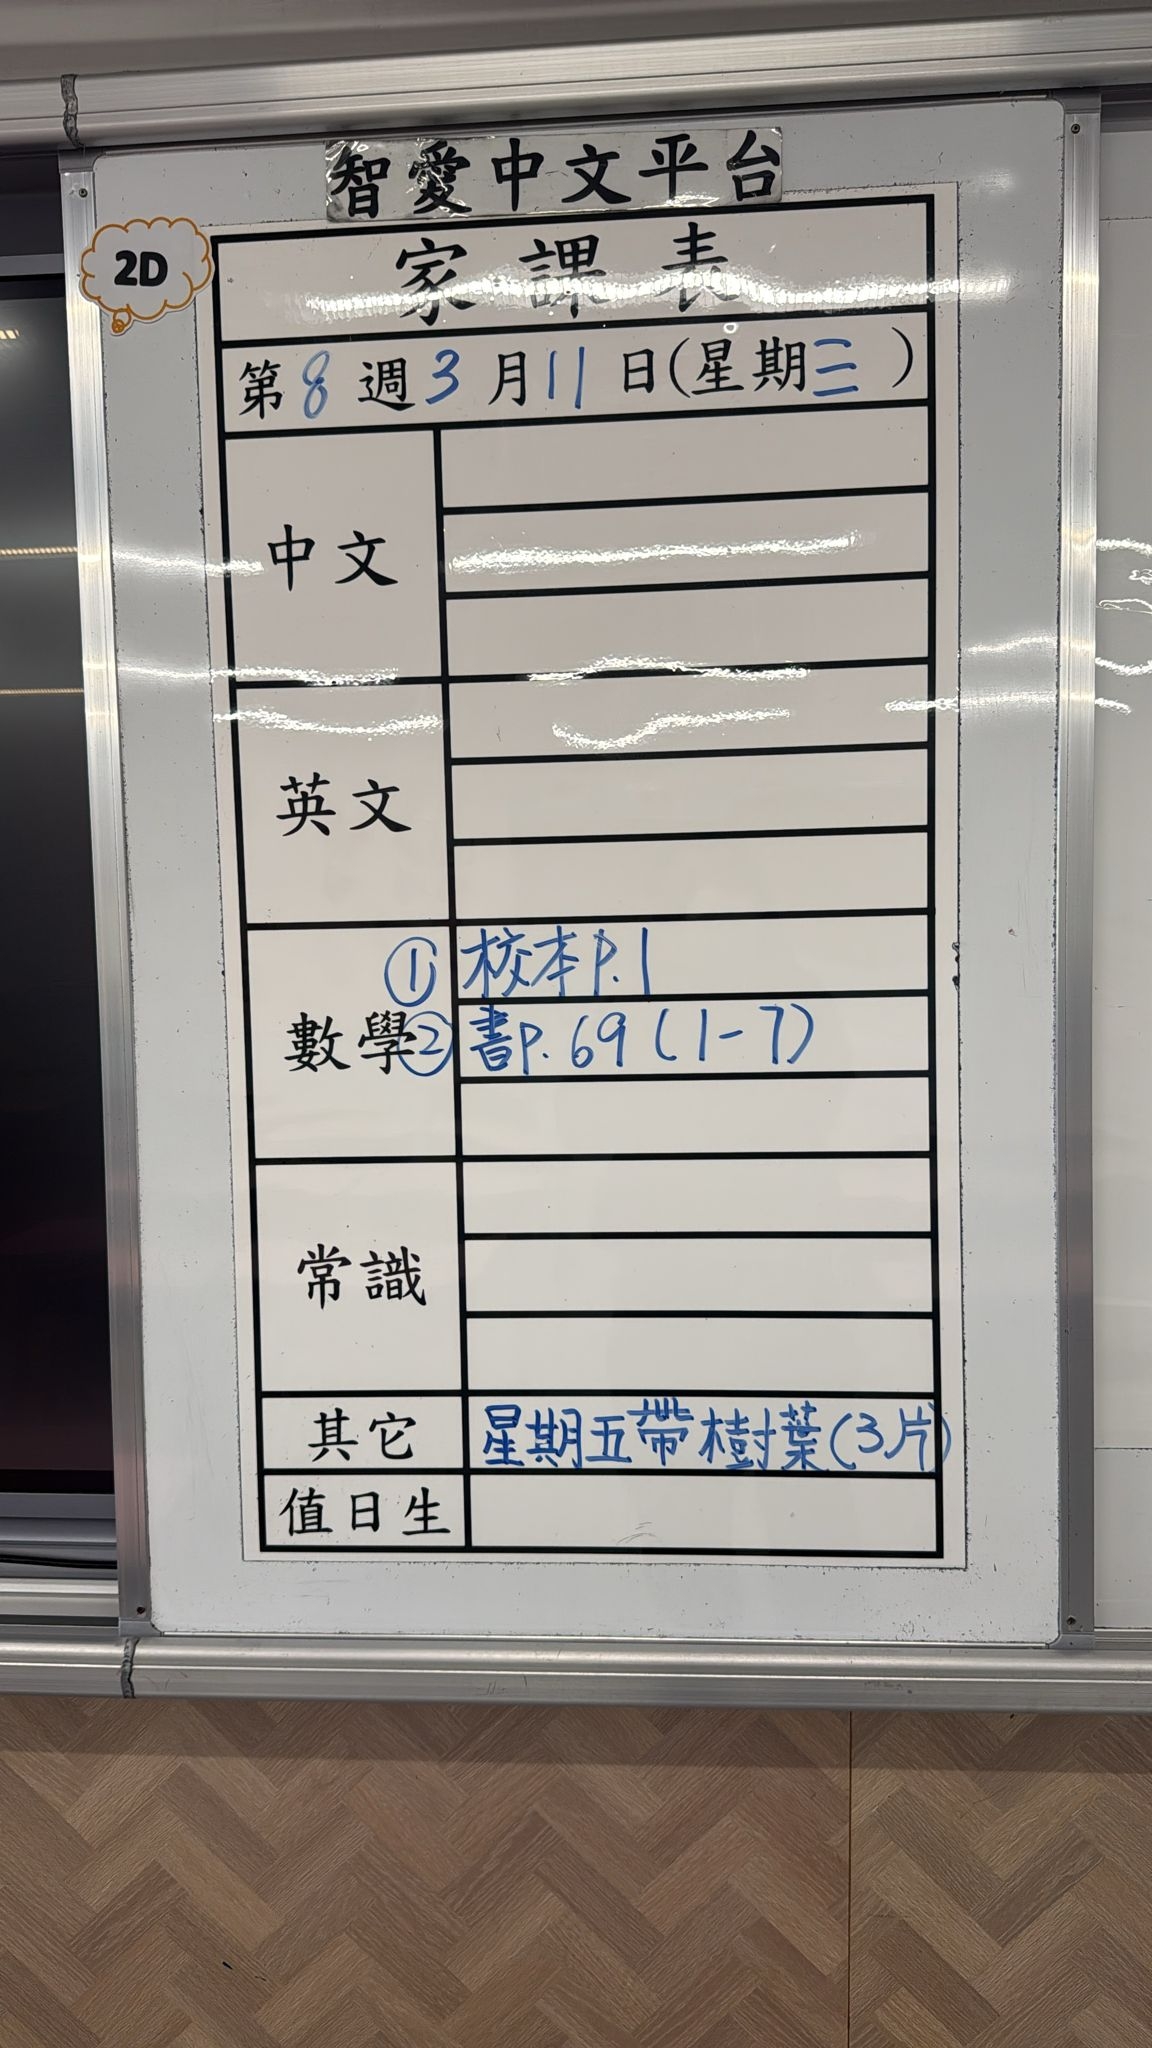 智愛中文平台
2D
家課表
第8週3月11日(星期三)
中文
英文
數學
① 校本P.1
② 書P.69(1-7)
常識
其它
星期五帶樹葉(3片)
值日生